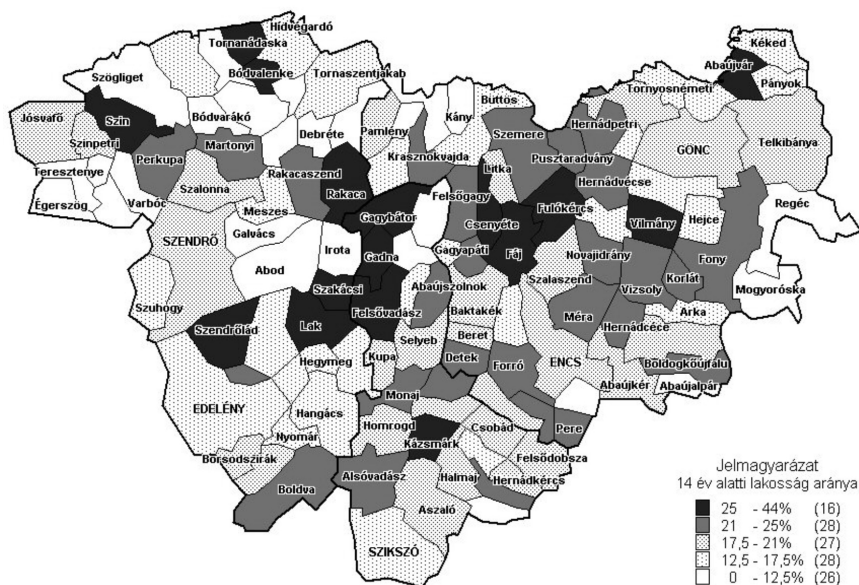 Hídvégardó
Tornanádaska
Kéked
Abaújvár
Bódvalenke
Szögliget
Tornaszentjakab
Pányok
Tornyosnémeti
Buttos
Jósvafő
Szin
Bódvarákó
Kány
Hernádpetri
Debréte
Pamlény
Szemere
Szinpetri
Martonyi
GÖNC
Telkibánya
Perkupa
Krasznokvajda
Pusztaradvány
Teresztenye
Rakacaszend
Litka
Rakaca
Hernádvécse
Szalonna
Égerszög
Varbóc
Gagybátor
Felsőgagy
Regéc
Meszes
Fulókércs
Vilmány
Hejce
Csenyéte
Galvács
SZENDRŐ
Irota
Gagyapáti
Fáj
Novajidrány
Fony
Gadna
Abod
Szalaszend
Korlát
Szakácsi
Abaújszolnok
Vizsoly
Mogyoróska
Szuhogy
Felsővadász
Baktakék
Arka
Méra
Szendrőlád
Lak
Hernádcéce
Beret
Selyeb
Kupa
Detek
ENCS
Boldogkőújfalu
Hegymeg
Forró
Abaújkér
Abaújalpár
EDELÉNY
Monaj
Hangács
Homrogd
Csobád
Pere
Nyomár
Kázsmárk
Borsodszirák
Felsődobsza
Alsóvadász
Halmaj
Hernádkércs
Boldva
Aszaló
SZIKSZÓ
Jelmagyarázat
14 év alatti lakosság aránya
25 - 44% (16)
21 - 25% (28)
17,5 - 21% (27)
12,5 - 17,5% (28)
0 - 12,5% (26)